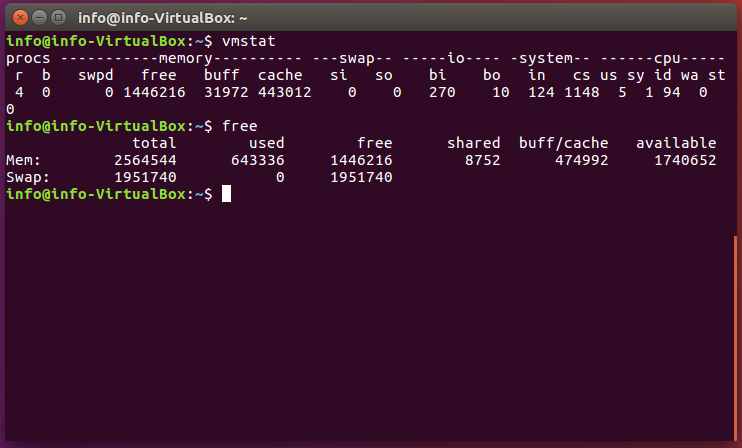 info@info-VirtualBox: ~
info@info-VirtualBox:~$ vmstat
procs -----------memory---------- ---swap-- -----io---- -system-- ------cpu-----
 r  b   swpd   free   buff  cache   si   so    bi    bo   in   cs us sy id wa st
 4  0      0 1446216  31972 443012    0    0   270    10  124 1148  5  1 94  0
0
info@info-VirtualBox:~$ free
              total        used        free      shared  buff/cache   available
Mem:        2564544      643336     1446216        8752      474992     1740652
Swap:       1951740           0     1951740
info@info-VirtualBox:~$